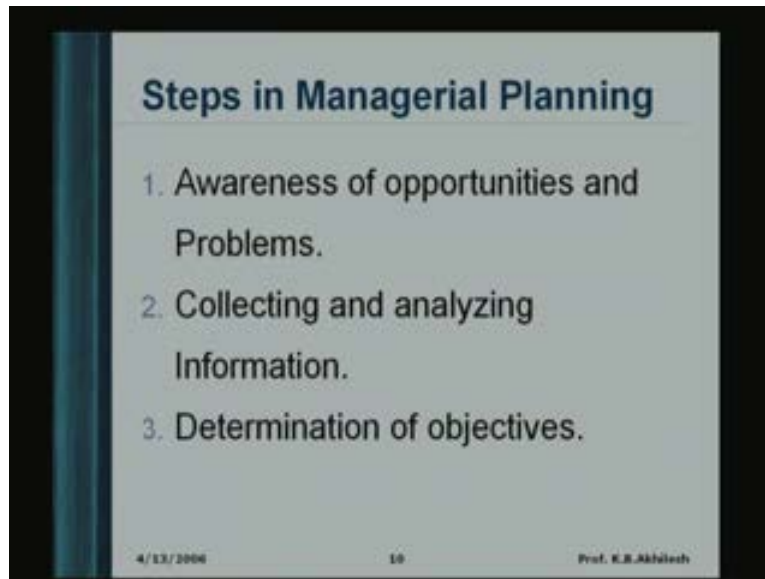 Steps in Managerial Planning
1. Awareness of opportunities and
Problems.
2. Collecting and analyzing
Information.
3. Determination of objectives.
4/13/2006 10 Prof. K.B.Akhilesh